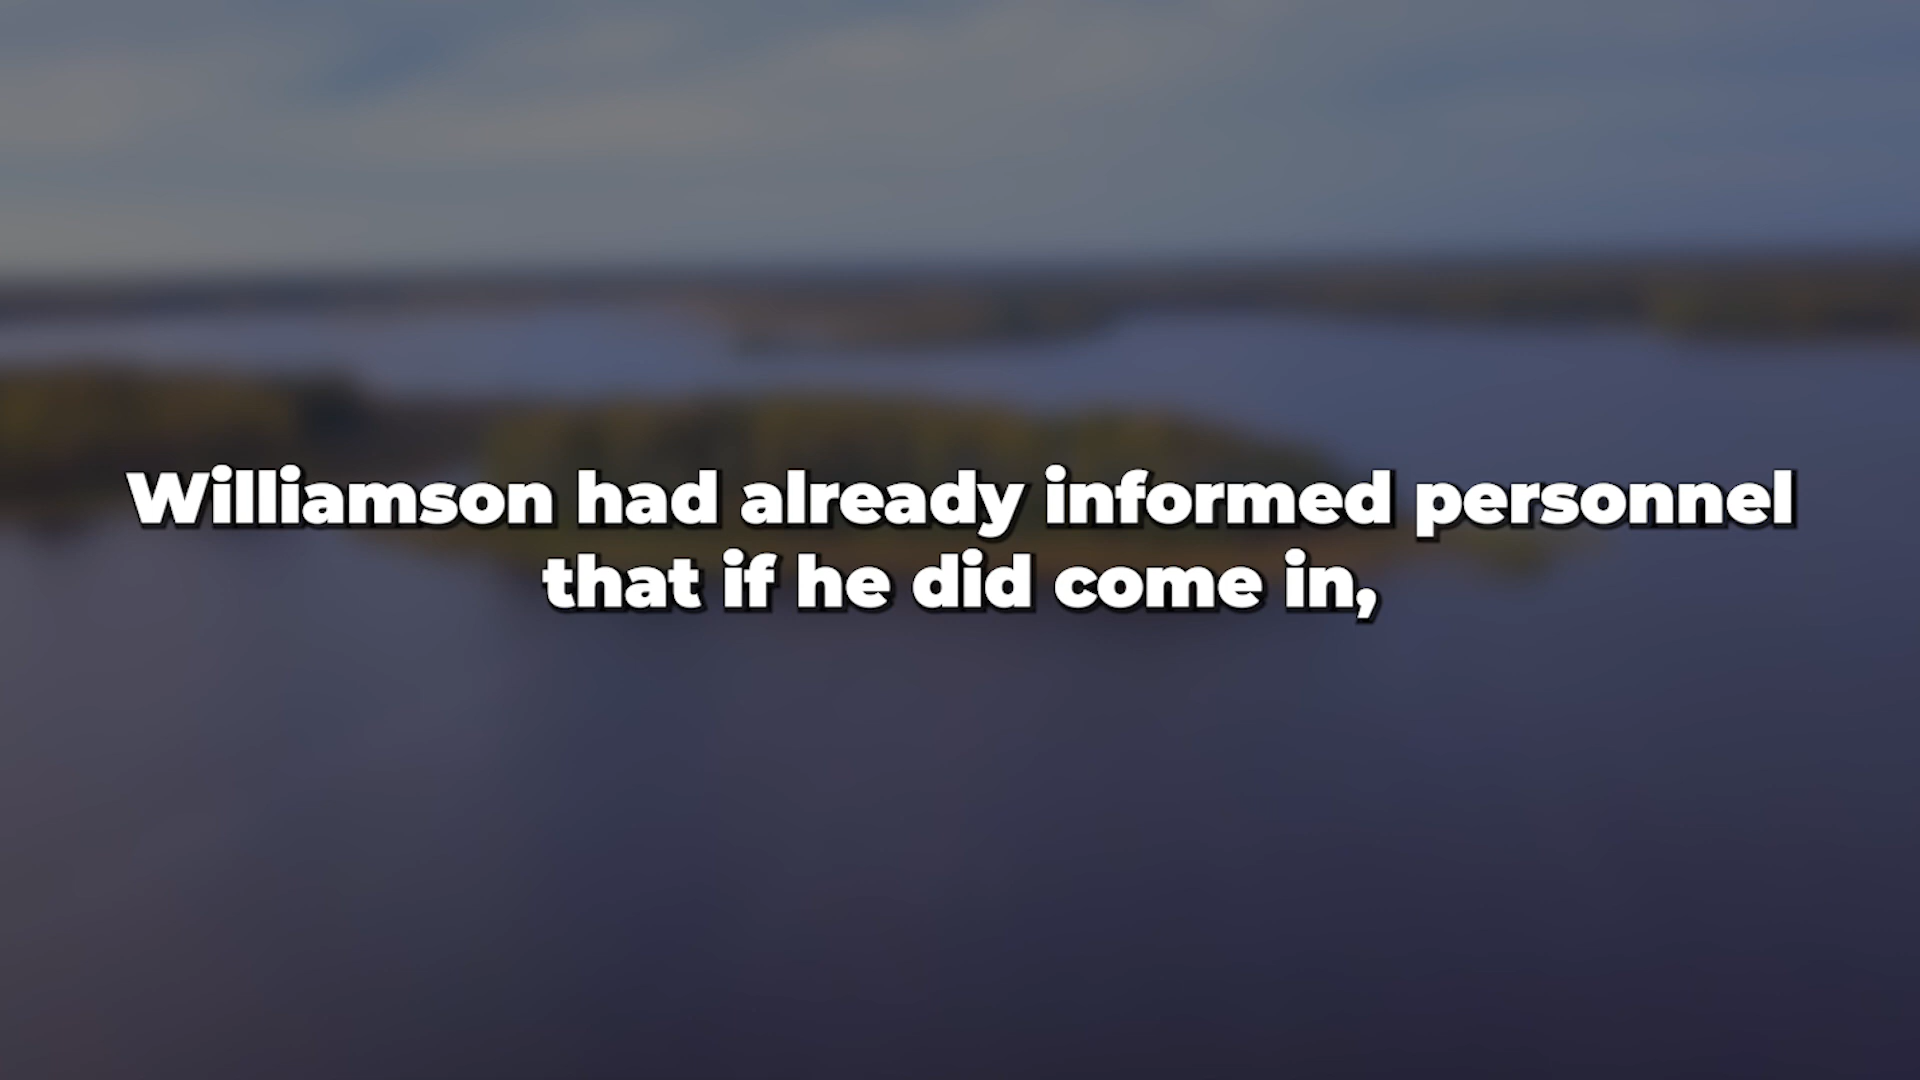 Williamson had already informed personnel
that if he did come in,